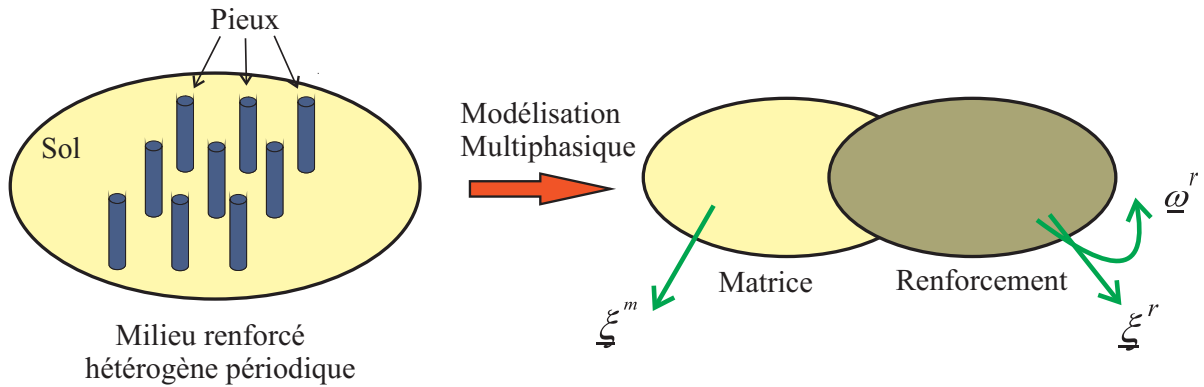 Pieux
Sol
Milieu renforcé
hétérogène périodique
Modélisation
Multiphasique
Matrice
Renforcement
ξ^m
ξ^r
ω^r